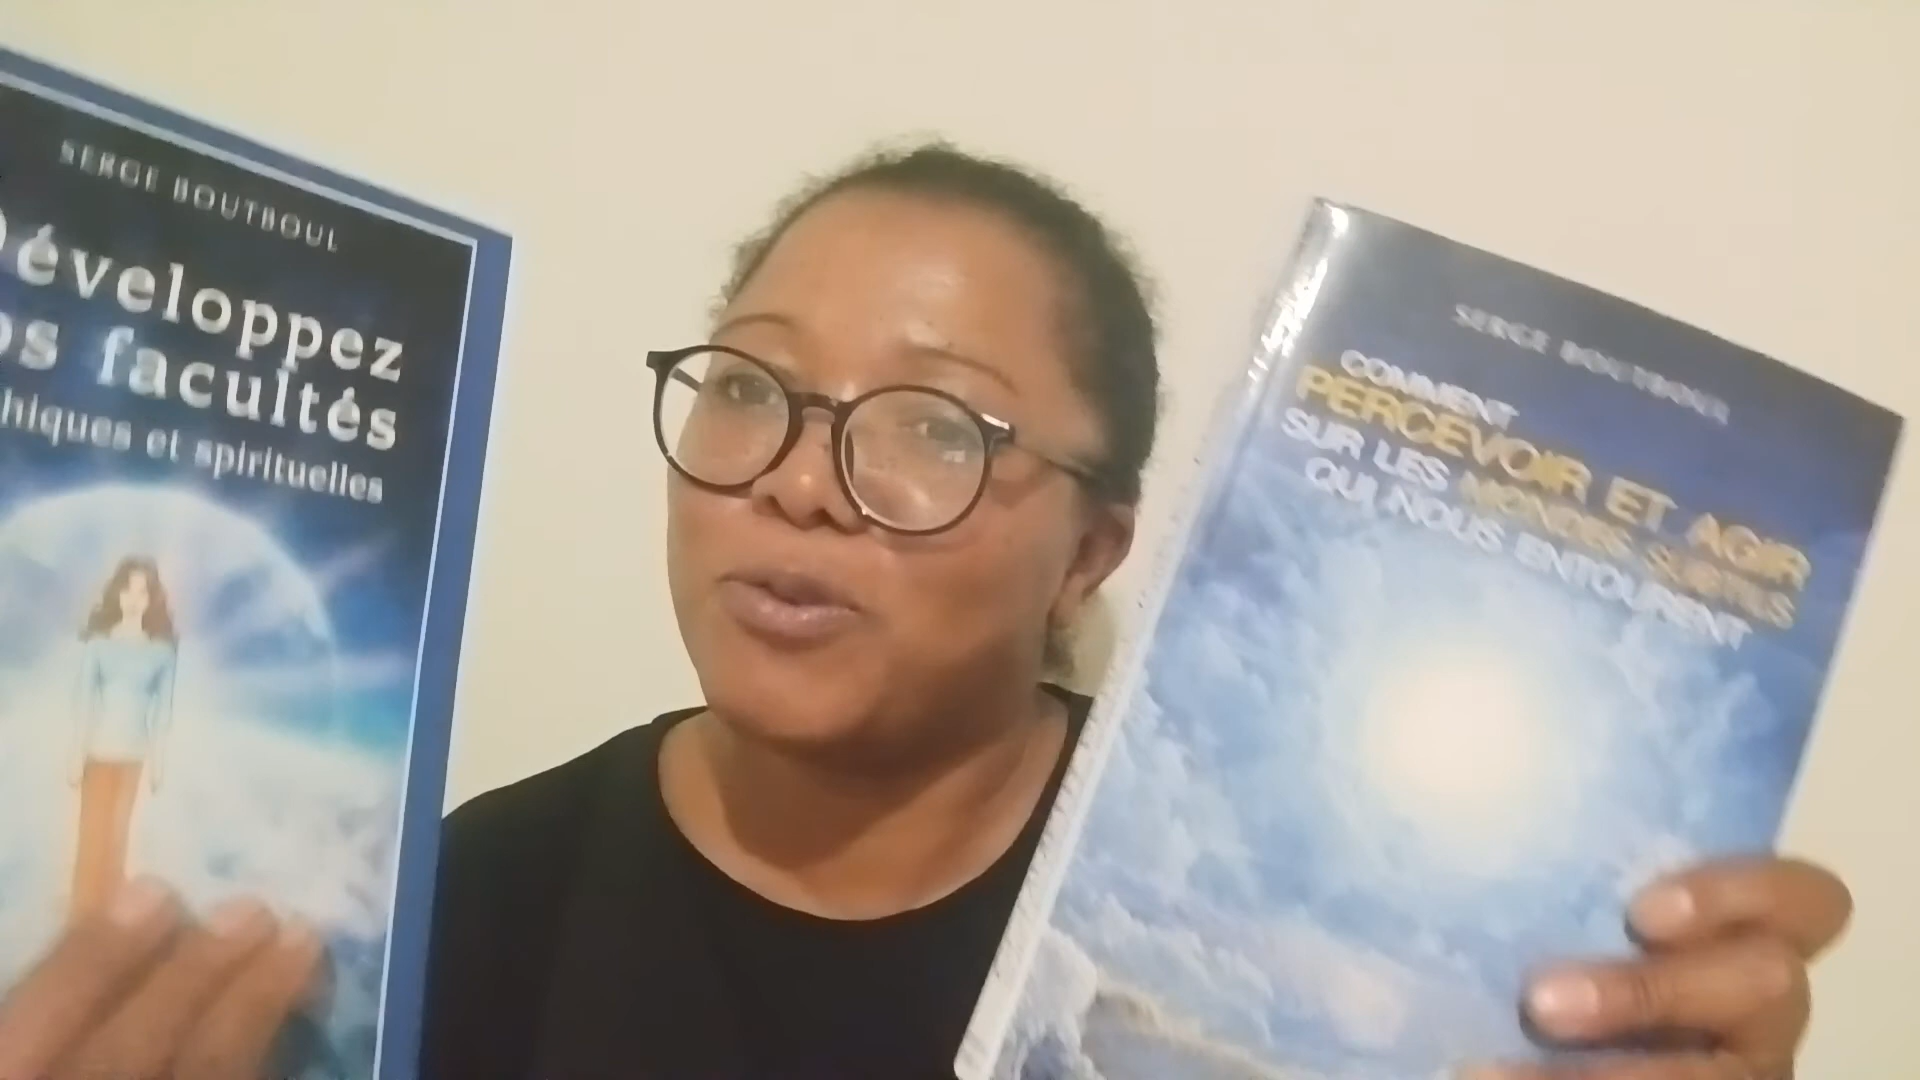 SERGE BOUTBOUL
Développez
os facultés
hiques et spirituelles
SERGE BOUTBOUL
COMMENT
PERCEVOIR ET AGIR
SUR LES MONDES SUBTILS
QUI NOUS ENTOURENT